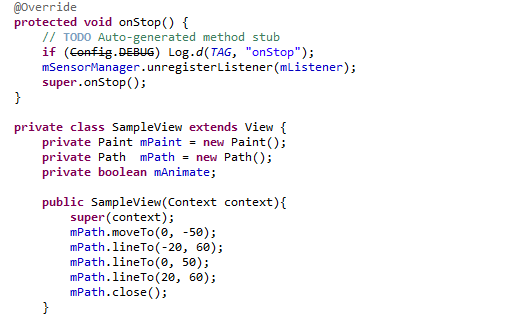 @Override
protected void onStop() {
    // TODO Auto-generated method stub
    if (Config.DEBUG) Log.d(TAG, "onStop");
    mSensorManager.unregisterListener(mListener);
    super.onStop();
}

private class SampleView extends View {
    private Paint mPaint = new Paint();
    private Path  mPath = new Path();
    private boolean mAnimate;

    public SampleView(Context context){
        super(context);
        mPath.moveTo(0, -50);
        mPath.lineTo(-20, 60);
        mPath.lineTo(0, 50);
        mPath.lineTo(20, 60);
        mPath.close();
    }